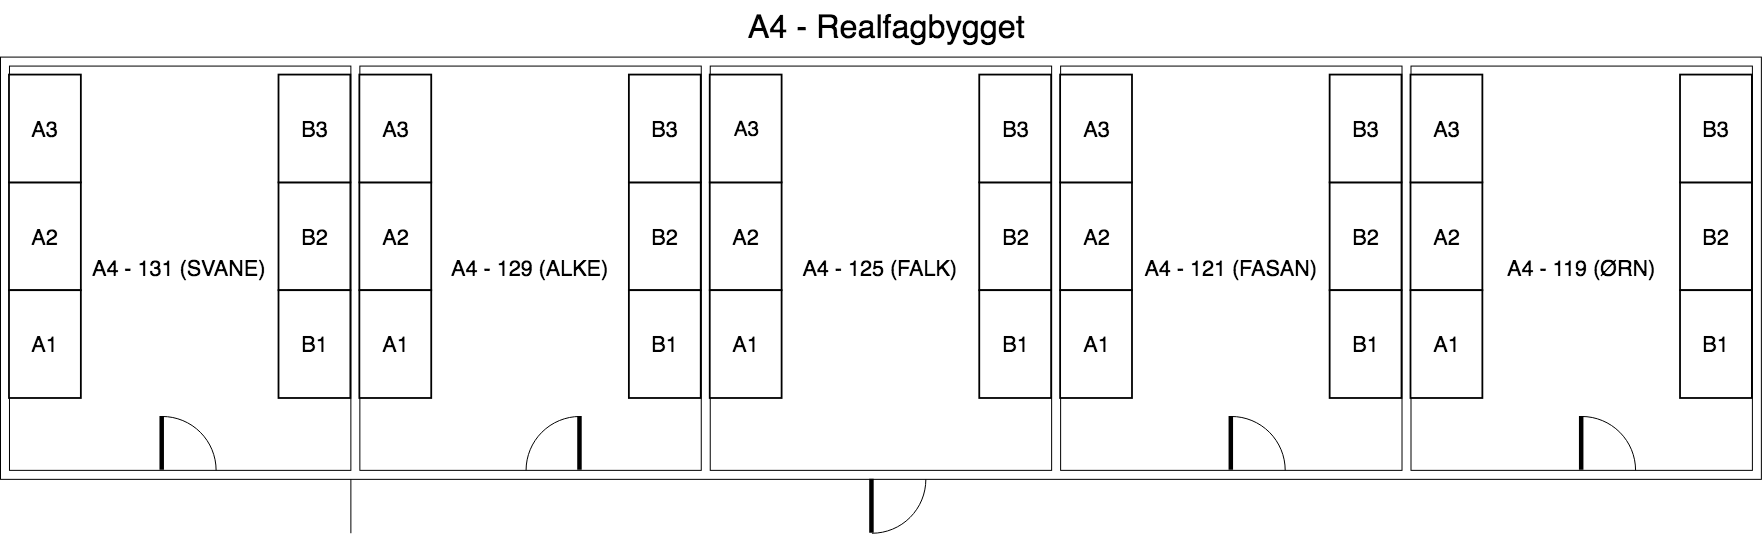 A4 - Realfagbygget
A3 B3 A3 B3 A3 B3 A3 B3 A3 B3
A2 B2 A2 B2 A2 B2 A2 B2 A2 B2
A4 - 131 (SVANE) A4 - 129 (ALKE) A4 - 125 (FALK) A4 - 121 (FASAN) A4 - 119 (ØRN)
A1 B1 A1 B1 A1 B1 A1 B1 A1 B1